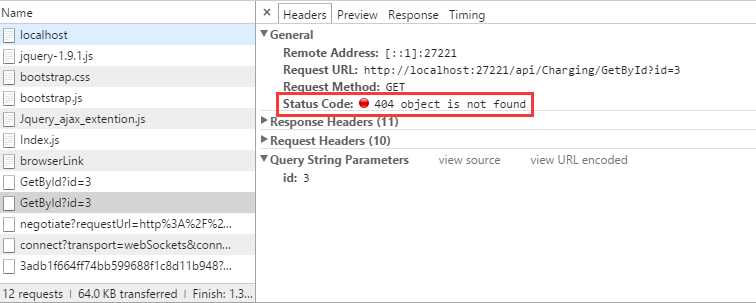 Name
localhost
jquery-1.9.1.js
bootstrap.css
bootstrap.js
Jquery_ajax_extention.js
Index.js
browserLink
GetById?id=3
GetById?id=3
negotiate?requestUrl=http%3A%2F%2...
connect?transport=webSockets&conn...
3adb1f664ff74bb599688f1c8d11b948?...
12 requests | 64.0 KB transferred | Finish: 1.3...
× Headers Preview Response Timing
General
Remote Address: [::1]:27221
Request URL: http://localhost:27221/api/Charging/GetById?id=3
Request Method: GET
Status Code: 404 object is not found
Response Headers (11)
Request Headers (10)
Query String Parameters view source view URL encoded
id: 3